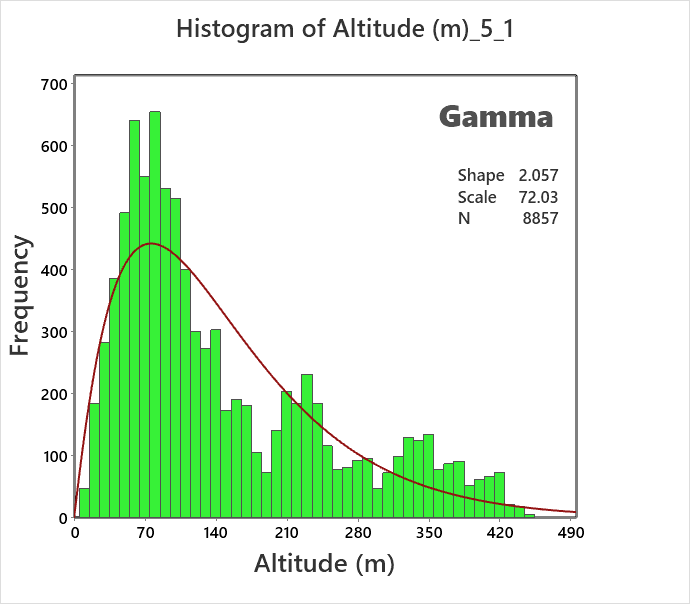 Histogram of Altitude (m)_5_1
Gamma
Shape 2.057
Scale 72.03
N 8857
Frequency
700
600
500
400
300
200
100
0
0 70 140 210 280 350 420 490
Altitude (m)